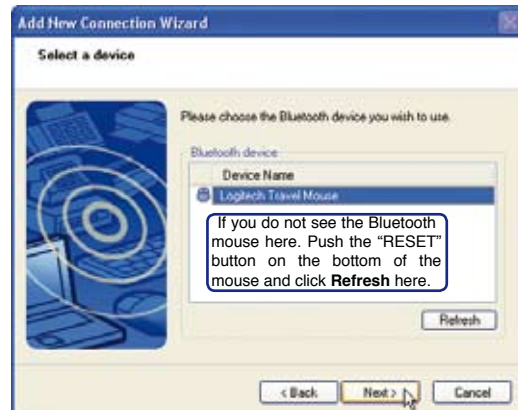 Add New Connection Wizard
Select a device
Please choose the Bluetooth device you wish to use.
Bluetooth device
Device Name
Logitech Travel Mouse
If you do not see the Bluetooth
mouse here. Push the “RESET”
button on the bottom of the
mouse and click Refresh here.
Refresh
< Back Next > Cancel